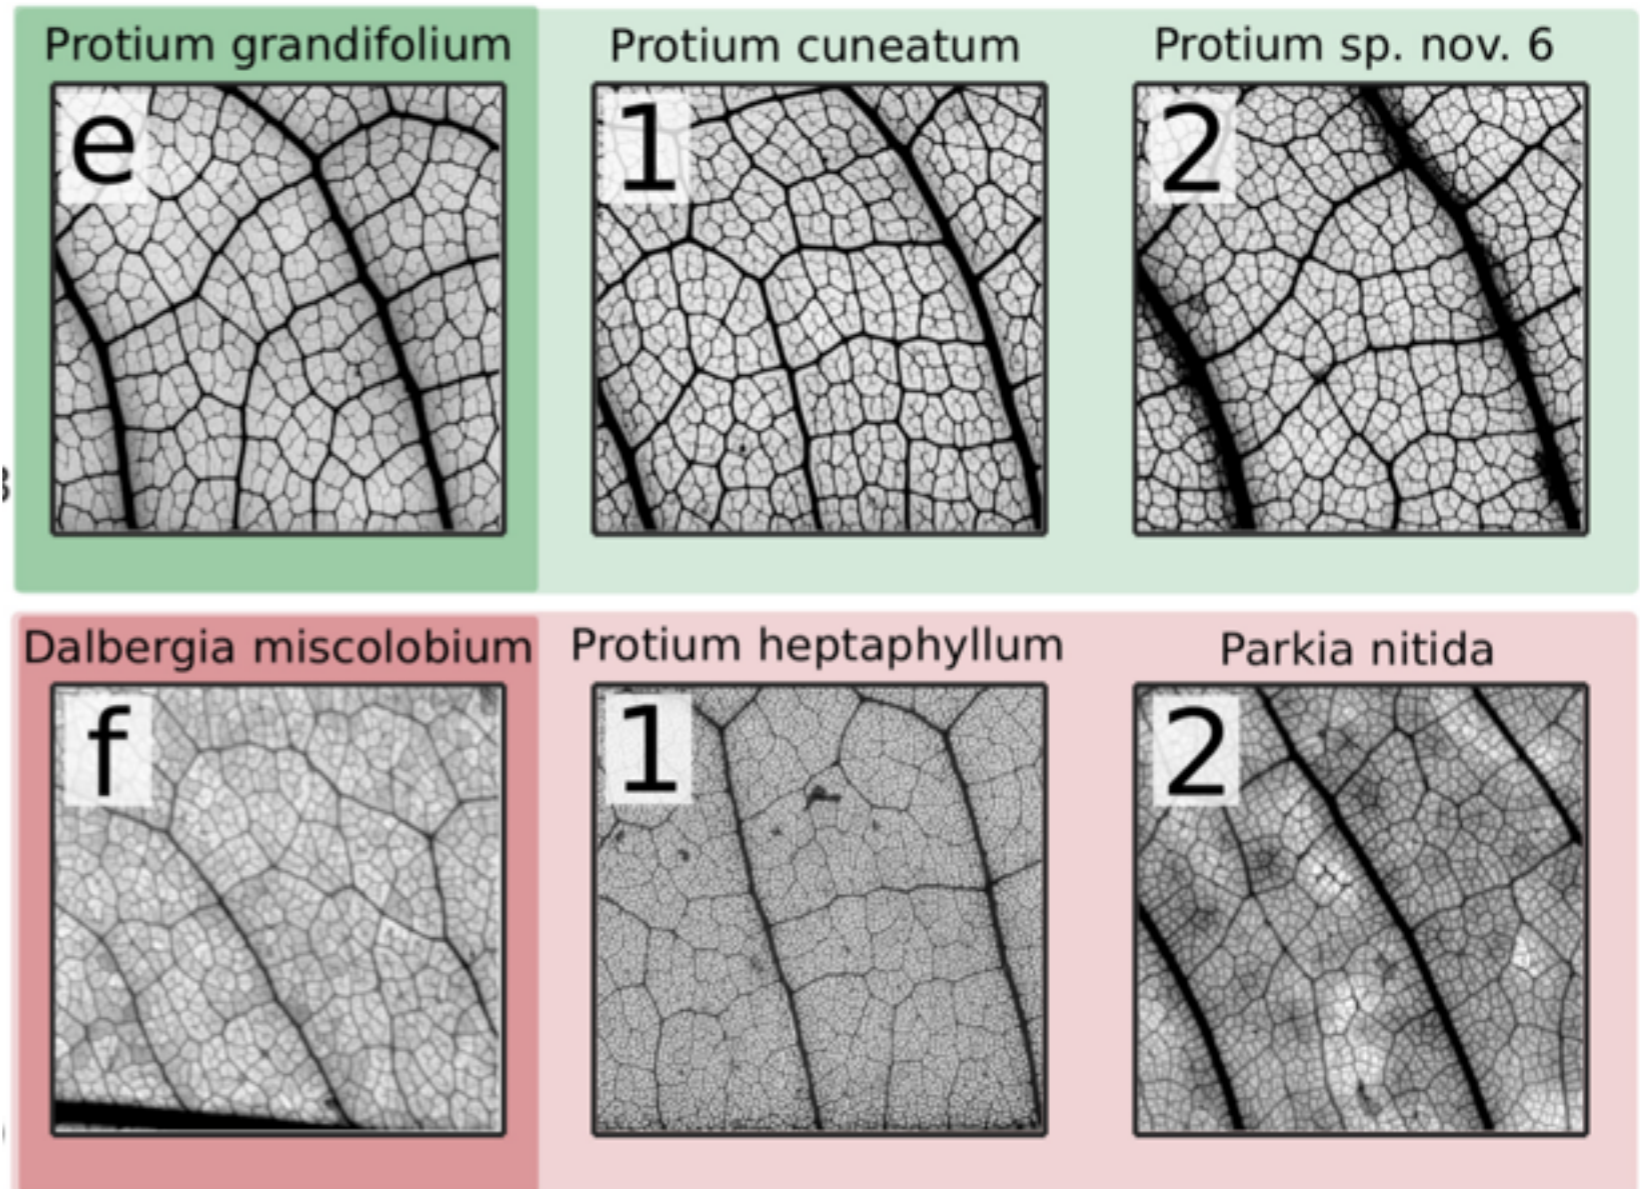 Protium grandifolium Protium cuneatum Protium sp. nov. 6
e 1 2
Dalbergia miscolobium Protium heptaphyllum Parkia nitida
f 1 2